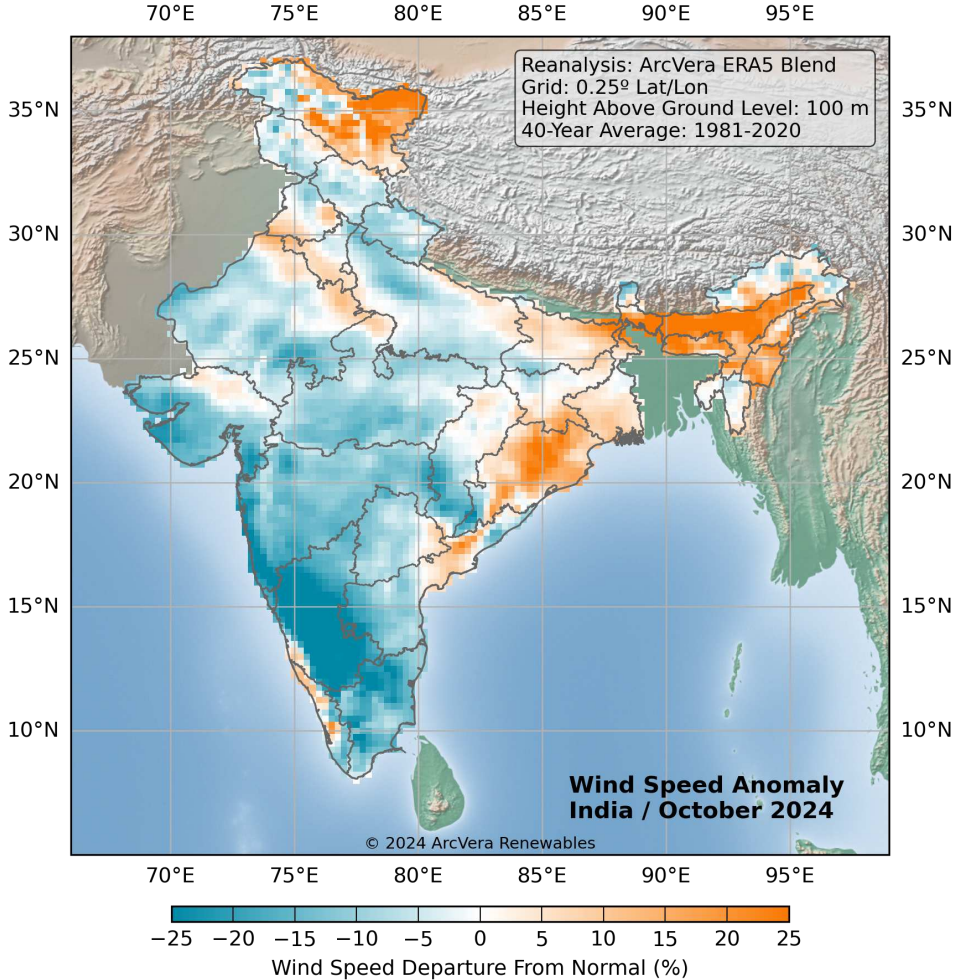 70°E 75°E 80°E 85°E 90°E 95°E
Reanalysis: ArcVera ERA5 Blend
Grid: 0.25º Lat/Lon
Height Above Ground Level: 100 m
40-Year Average: 1981-2020
35°N 35°N
30°N 30°N
25°N 25°N
20°N 20°N
15°N 15°N
10°N 10°N
Wind Speed Anomaly
India / October 2024
© 2024 ArcVera Renewables
70°E 75°E 80°E 85°E 90°E 95°E
−25 −20 −15 −10 −5 0 5 10 15 20 25
Wind Speed Departure From Normal (%)